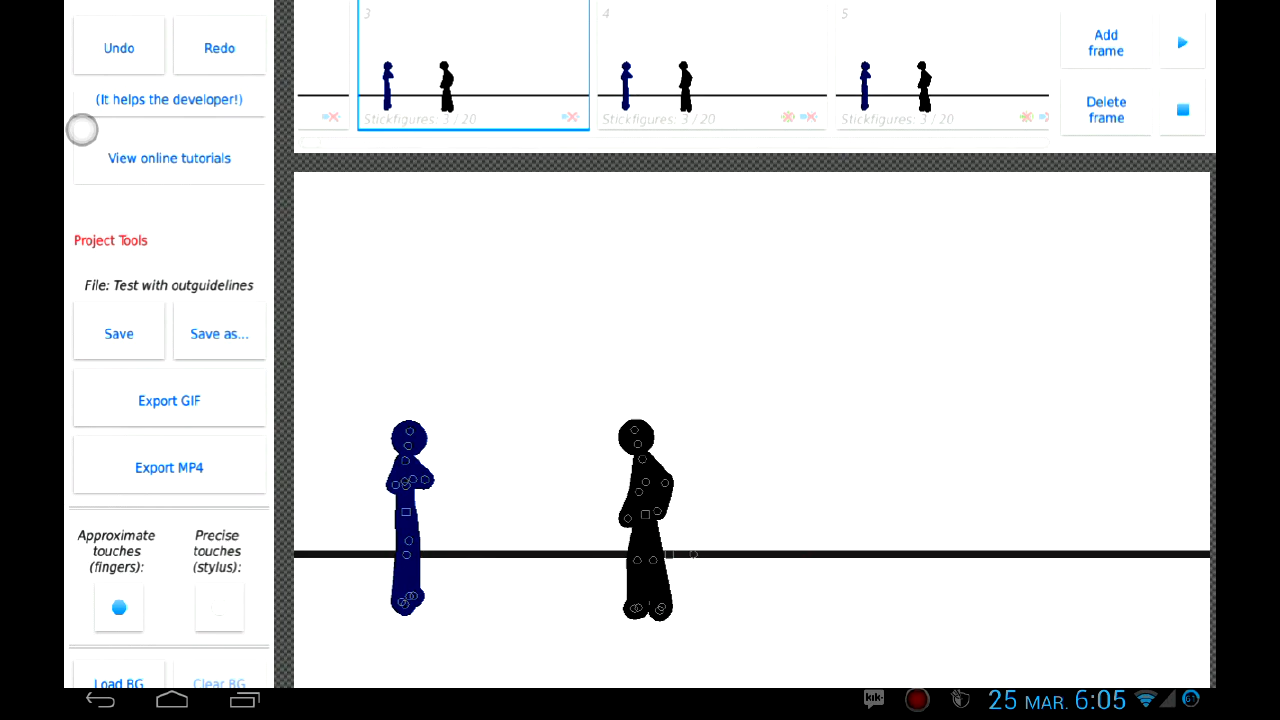 Undo
Redo
(It helps the developer!)
View online tutorials
Project Tools
File: Test with outguidelines
Save
Save as...
Export GIF
Export MP4
Approximate
touches
(fingers):
Precise
touches
(stylus):
Load BG
Clear BG
3
Stickfigures: 3 / 20
4
Stickfigures: 3 / 20
5
Stickfigures: 3 / 20
Add
frame
Delete
frame
kik
25 MAR. 6:05
61